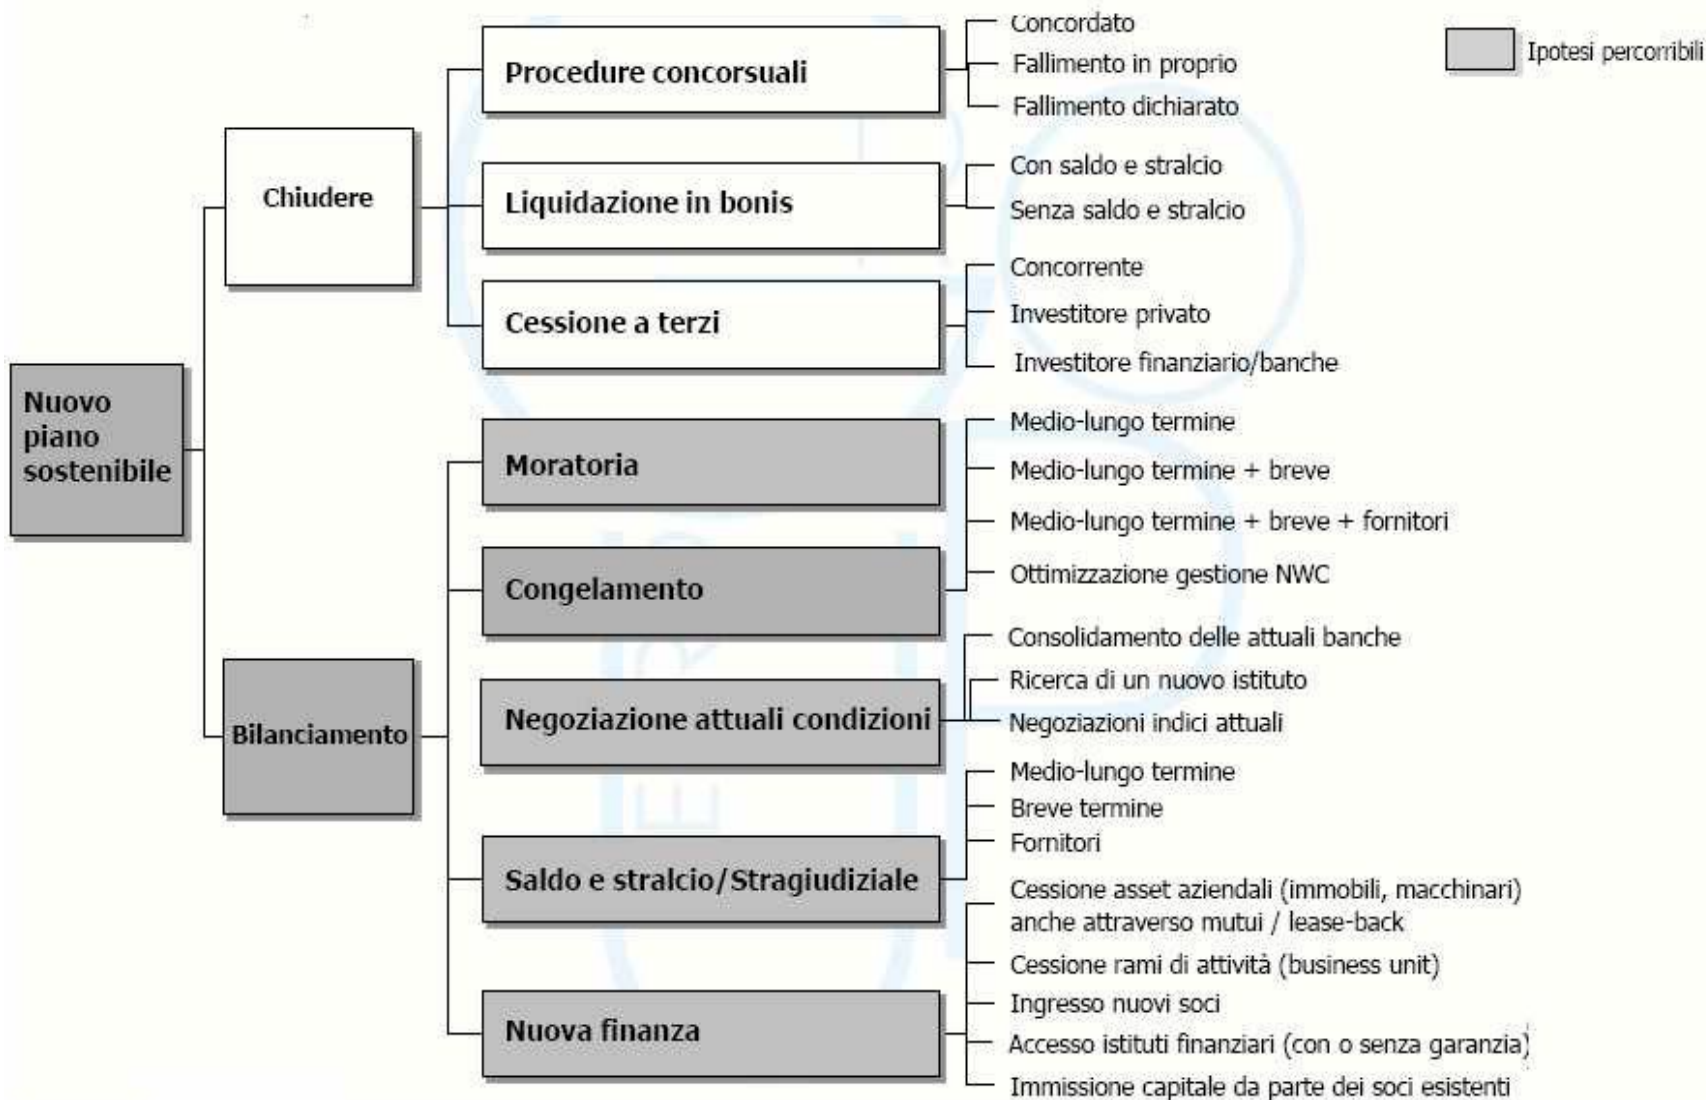 Concordato
Procedure concorsuali
Fallimento in proprio
Fallimento dichiarato
Ipotesi percorribili
Chiudere
Liquidazione in bonis
Con saldo e stralcio
Senza saldo e stralcio
Cessione a terzi
Concorrente
Investitore privato
Investitore finanziario/banche
Nuovo
piano
sostenibile
Moratoria
Medio-lungo termine
Medio-lungo termine + breve
Medio-lungo termine + breve + fornitori
Congelamento
Ottimizzazione gestione NWC
Bilanciamento
Negoziazione attuali condizioni
Consolidamento delle attuali banche
Ricerca di un nuovo istituto
Negoziazioni indici attuali
Saldo e stralcio/Stragiudiziale
Medio-lungo termine
Breve termine
Fornitori
Nuova finanza
Cessione asset aziendali (immobili, macchinari)
anche attraverso mutui / lease-back
Cessione rami di attività (business unit)
Ingresso nuovi soci
Accesso istituti finanziari (con o senza garanzia)
Immissione capitale da parte dei soci esistenti